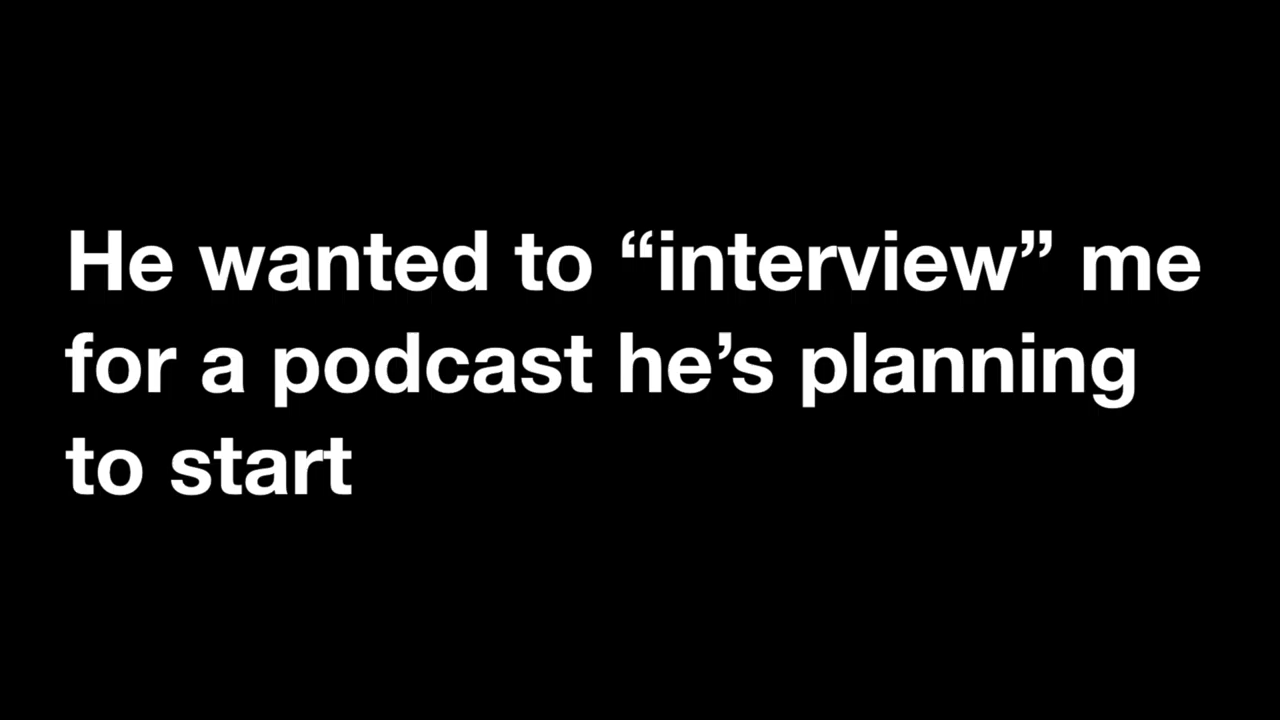 He wanted to “interview” me
for a podcast he’s planning
to start